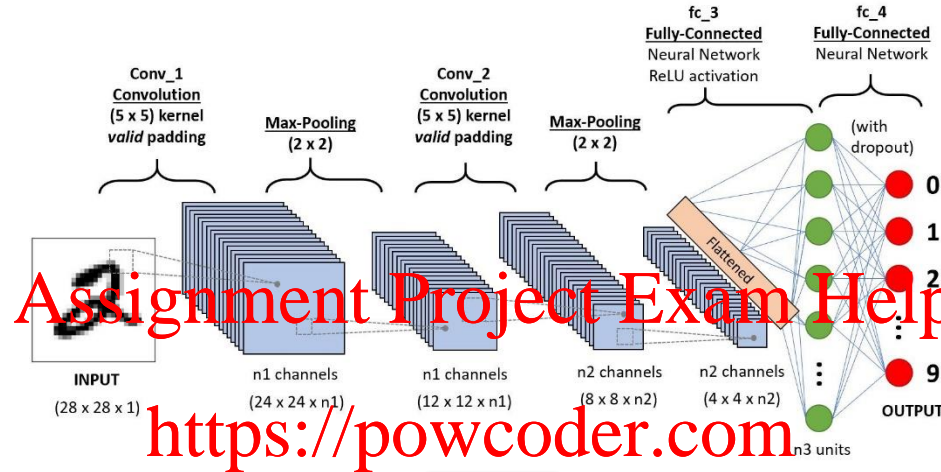 fc_3
Fully-Connected
Neural Network
ReLU activation
fc_4
Fully-Connected
Neural Network
Conv_1
Convolution
(5 x 5) kernel
valid padding
Max-Pooling
(2 x 2)
Conv_2
Convolution
(5 x 5) kernel
valid padding
Max-Pooling
(2 x 2)
(with
dropout)
Flattened
0
1
2
9
Assignment Project Exam Help
INPUT
(28 x 28 x 1)
n1 channels
(24 x 24 x n1)
n1 channels
(12 x 12 x n1)
n2 channels
(8 x 8 x n2)
n2 channels
(4 x 4 x n2)
OUTPUT
n3 units
https://powcoder.com